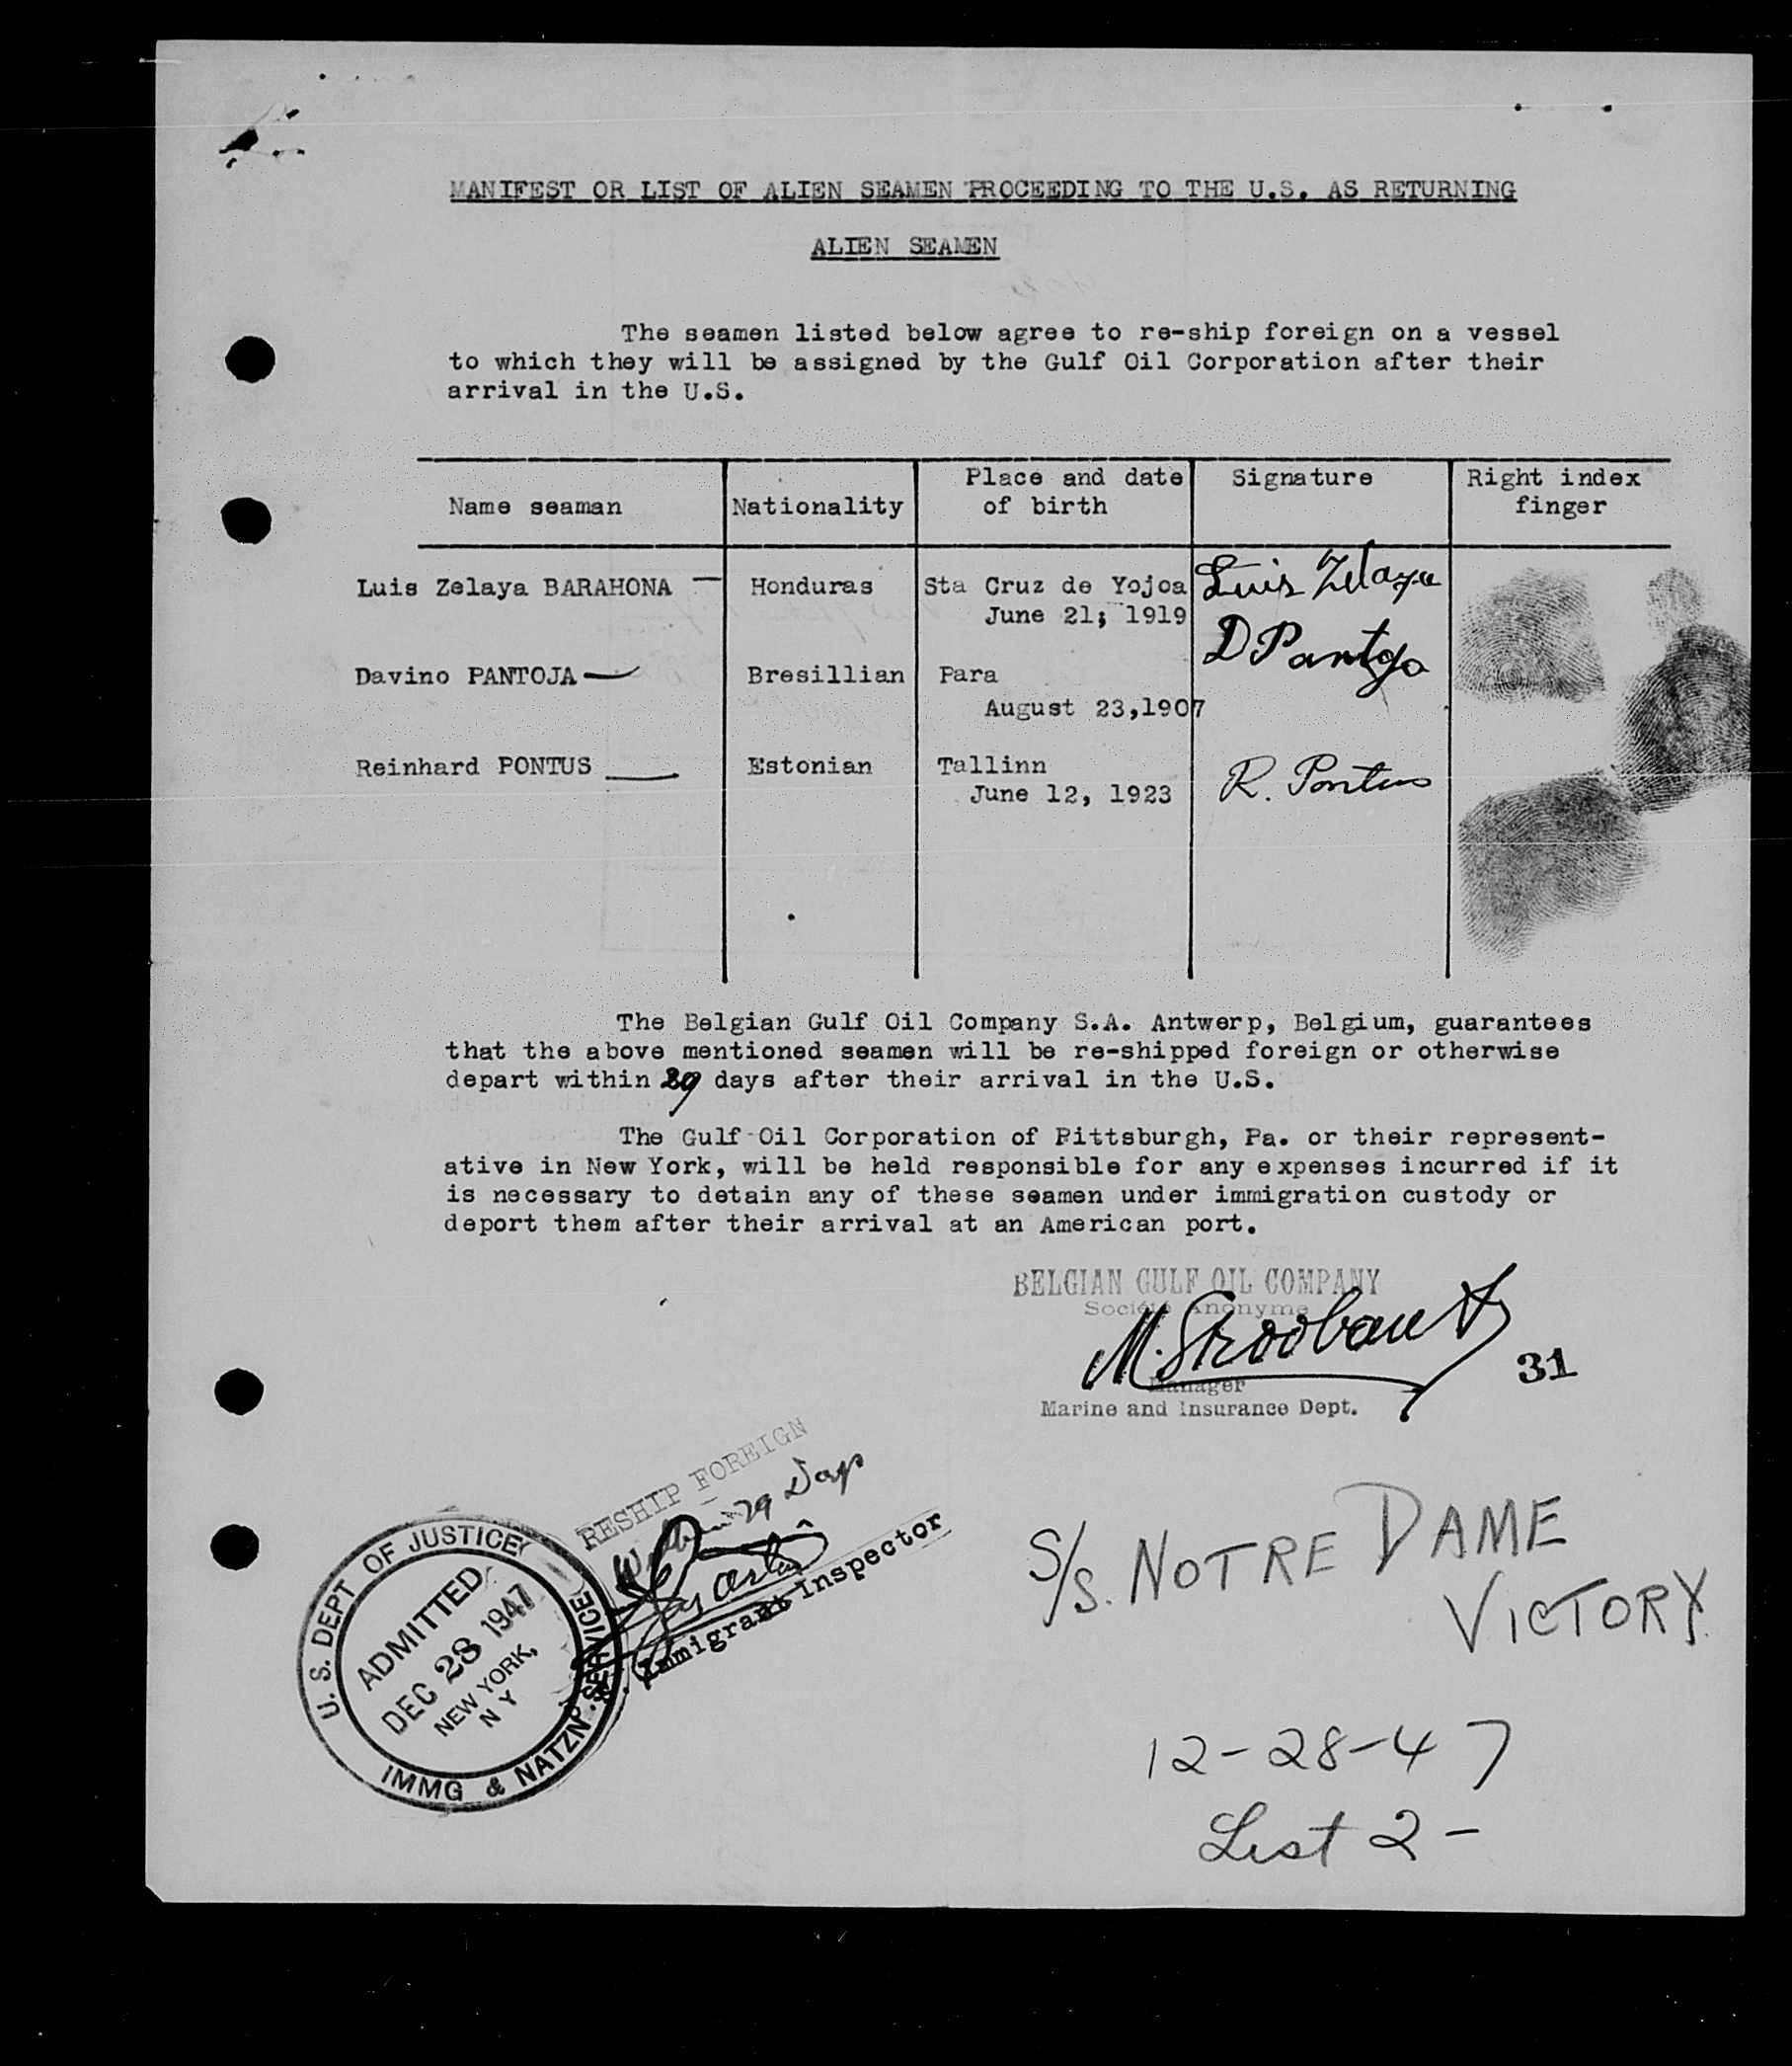 MANIFEST OR LIST OF ALIEN SEAMEN PROCEEDING TO THE U.S. AS RETURNING
ALIEN SEAMEN
The seamen listed below agree to re-ship foreign on a vessel
to which they will be assigned by the Gulf Oil Corporation after their
arrival in the U.S.
Name seaman Nationality Place and date of birth Signature Right index finger
Luis Zelaya BARAHONA — Honduras Sta Cruz de Yojoa Luis Zelaya
June 21; 1919
Davino PANTOJA — Bresillian Para D Pantoja
August 23,1907
Reinhard PONTUS — Estonian Tallinn R. Pontus
June 12, 1923
The Belgian Gulf Oil Company S.A. Antwerp, Belgium, guarantees
that the above mentioned seamen will be re-shipped foreign or otherwise
depart within 29 days after their arrival in the U.S.
The Gulf Oil Corporation of Pittsburgh, Pa. or their represent-
ative in New York, will be held responsible for any expenses incurred if it
is necessary to detain any of these seamen under immigration custody or
deport them after their arrival at an American port.
BELGIAN GULF OIL COMPANY
Société Anonyme
M. Stroobant
Manager
Marine and Insurance Dept.
31
RESHIP FOREIGN
29 Days
Immigrant Inspector
U. S. DEPT OF JUSTICE
ADMITTED
DEC 28 1947
NEW YORK,
N Y
IMMG & NATZN. SERVICE
S/S. NOTRE DAME
VICTORY
12-28-47
List 2-